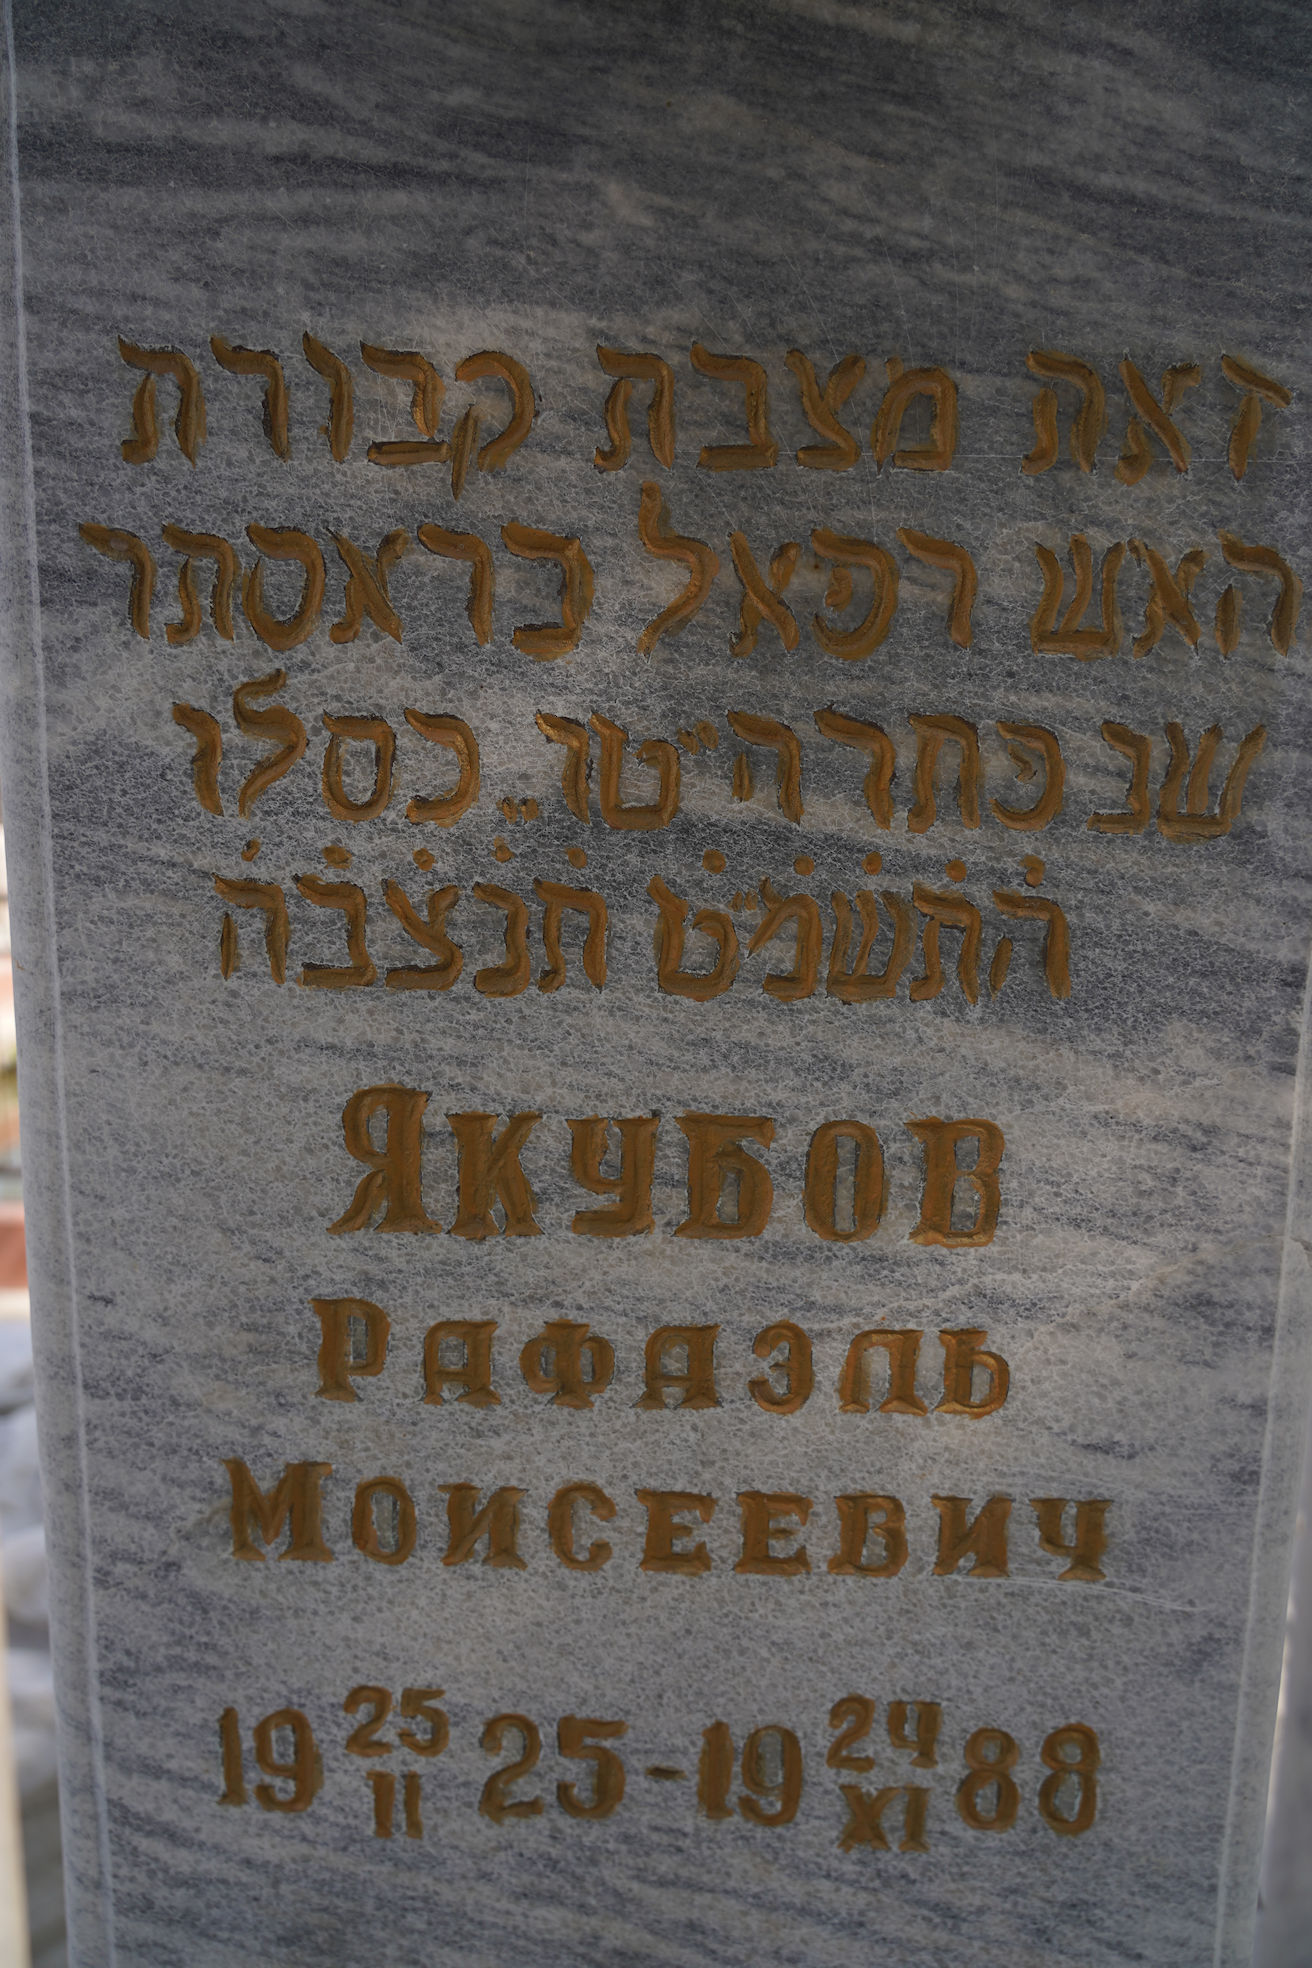 זאת מצבת קבורת
האש רפאל בר אסתר
שנפתר ה״ טו״ כסלו
התשמ״ט תנצבה
ЯКУБОВ
РАФАЭЛЬ
МОИСЕЕВИЧ
19 25/II 25 - 19 24/XI 88